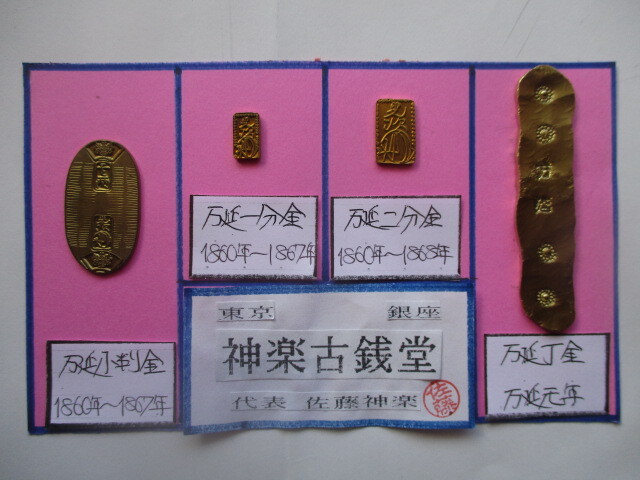 万延一分金
1860年～1867年
万延二分金
1860年～1868年
東京 銀座
神楽古銭堂
代表 佐藤神楽
佐藤
万延小判金
1860年～1867年
万延丁金
万延元年